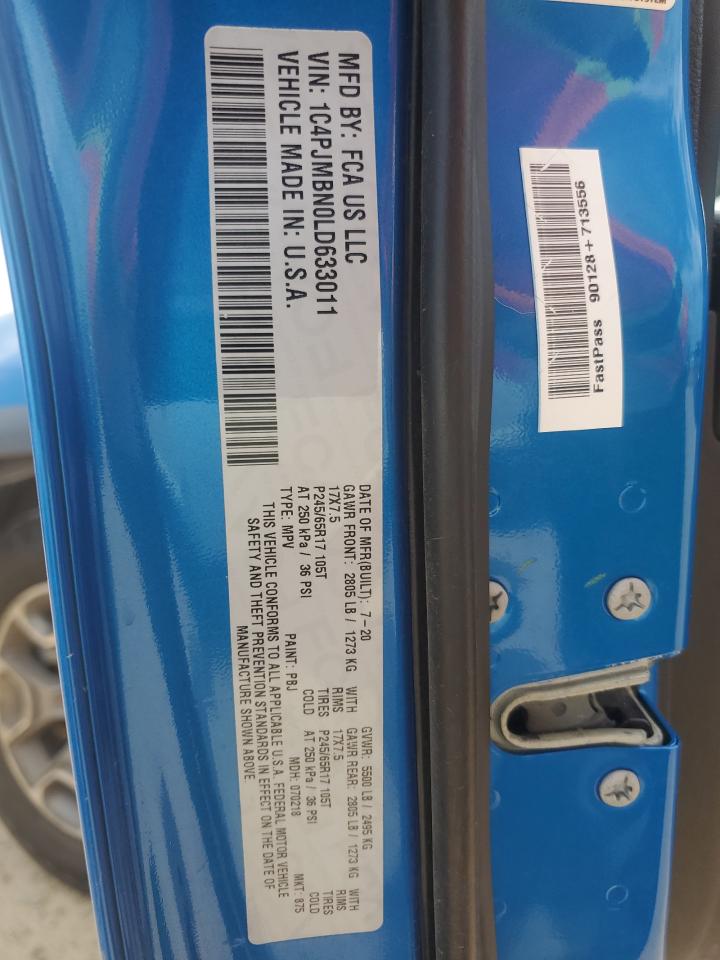 MFD BY: FCA US LLC
VIN: 1C4PJMBN0LD633011
VEHICLE MADE IN: U.S.A.
DATE OF MFR(BUILT): 7-20 GVWR: 5500 LB / 2495 KG
GAWR FRONT: 2805 LB / 1273 KG WITH GAWR REAR: 2805 LB / 1273 KG WITH
17X7.5 RIMS 17X7.5 RIMS
P245/65R17 105T TIRES P245/65R17 105T TIRES
AT 250 kPa / 36 PSI COLD AT 250 kPa / 36 PSI COLD
TYPE: MPV PAINT: PBJ MDH: 070218 MKT: 875
THIS VEHICLE CONFORMS TO ALL APPLICABLE U.S.A. FEDERAL MOTOR VEHICLE
SAFETY AND THEFT PREVENTION STANDARDS IN EFFECT ON THE DATE OF
MANUFACTURE SHOWN ABOVE
FastPass 90128+713556